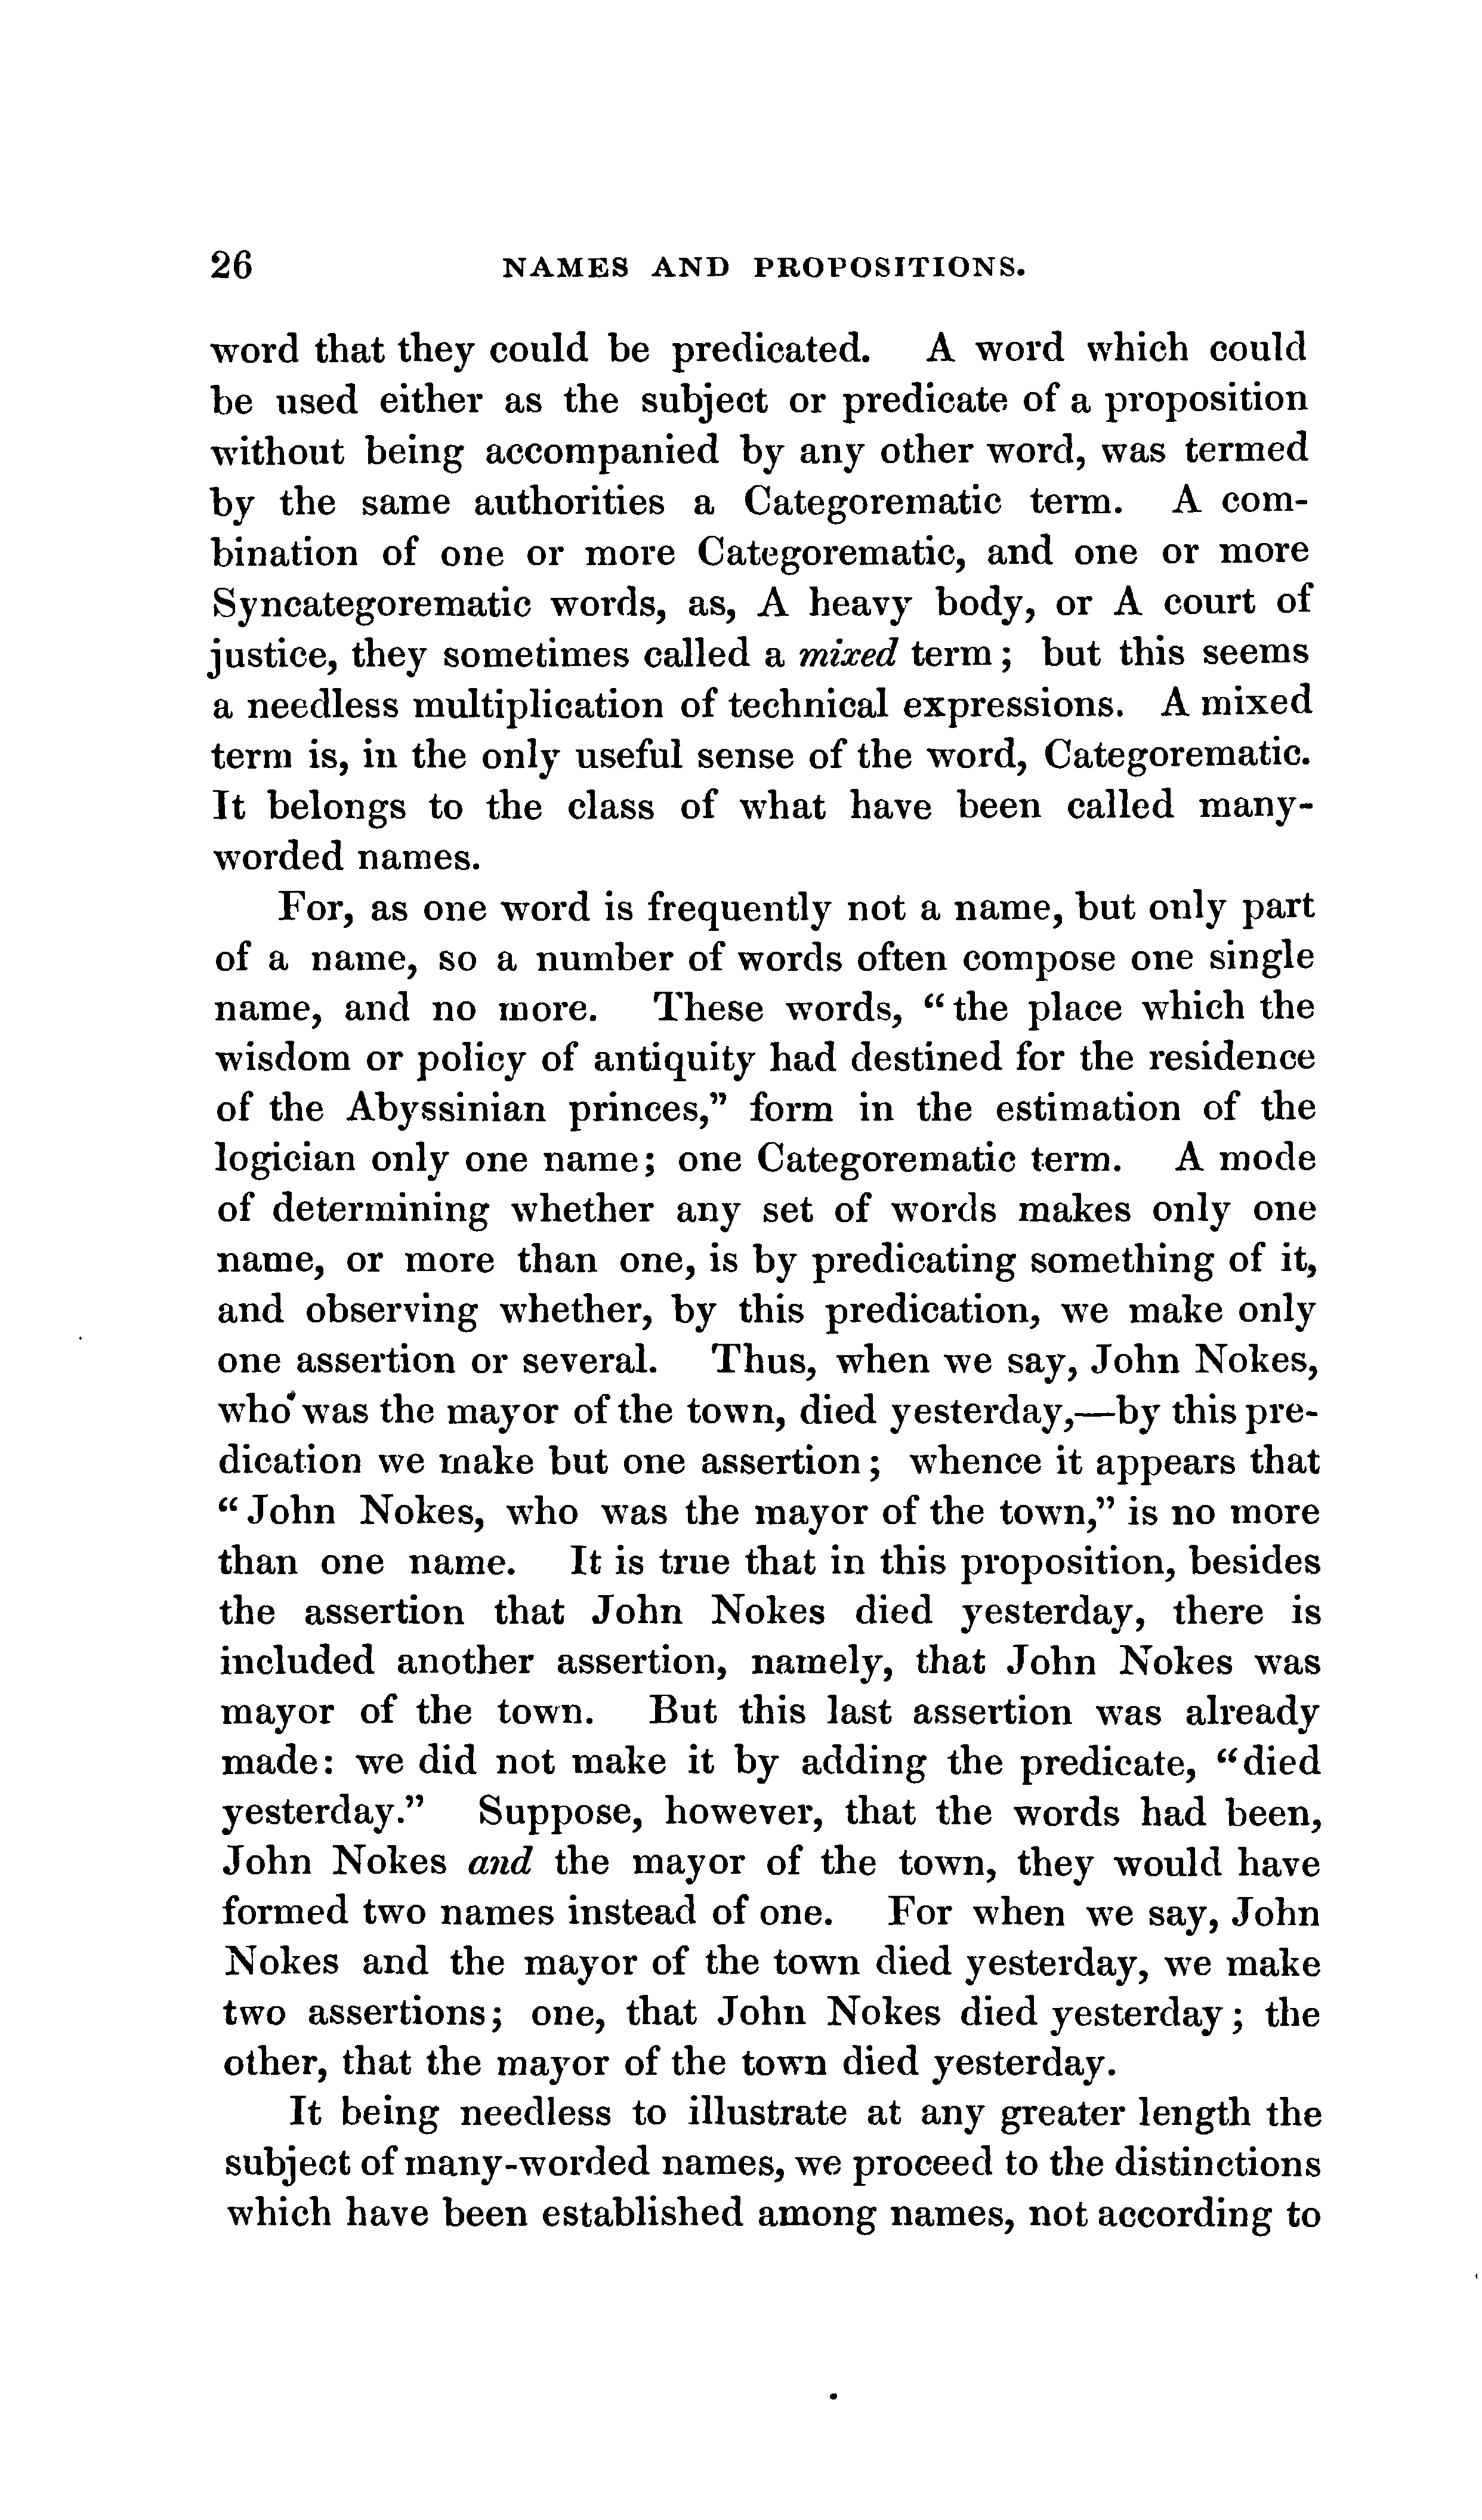 26 NAMES AND PROPOSITIONS.
word that they could be predicated. A word which could
be used either as the subject or predicate of a proposition
without being accompanied by any other word, was termed
by the same authorities a Categorematic term. A com-
bination of one or more Categorematic, and one or more
Syncategorematic words, as, A heavy body, or A court of
justice, they sometimes called a mixed term; but this seems
a needless multiplication of technical expressions. A mixed
term is, in the only useful sense of the word, Categorematic.
It belongs to the class of what have been called many-
worded names.
For, as one word is frequently not a name, but only part
of a name, so a number of words often compose one single
name, and no more. These words, “the place which the
wisdom or policy of antiquity had destined for the residence
of the Abyssinian princes,” form in the estimation of the
logician only one name; one Categorematic term. A mode
of determining whether any set of words makes only one
name, or more than one, is by predicating something of it,
and observing whether, by this predication, we make only
one assertion or several. Thus, when we say, John Nokes,
who was the mayor of the town, died yesterday,—by this pre-
dication we make but one assertion; whence it appears that
“John Nokes, who was the mayor of the town,” is no more
than one name. It is true that in this proposition, besides
the assertion that John Nokes died yesterday, there is
included another assertion, namely, that John Nokes was
mayor of the town. But this last assertion was already
made: we did not make it by adding the predicate, “died
yesterday.” Suppose, however, that the words had been,
John Nokes and the mayor of the town, they would have
formed two names instead of one. For when we say, John
Nokes and the mayor of the town died yesterday, we make
two assertions; one, that John Nokes died yesterday; the
other, that the mayor of the town died yesterday.
It being needless to illustrate at any greater length the
subject of many-worded names, we proceed to the distinctions
which have been established among names, not according to